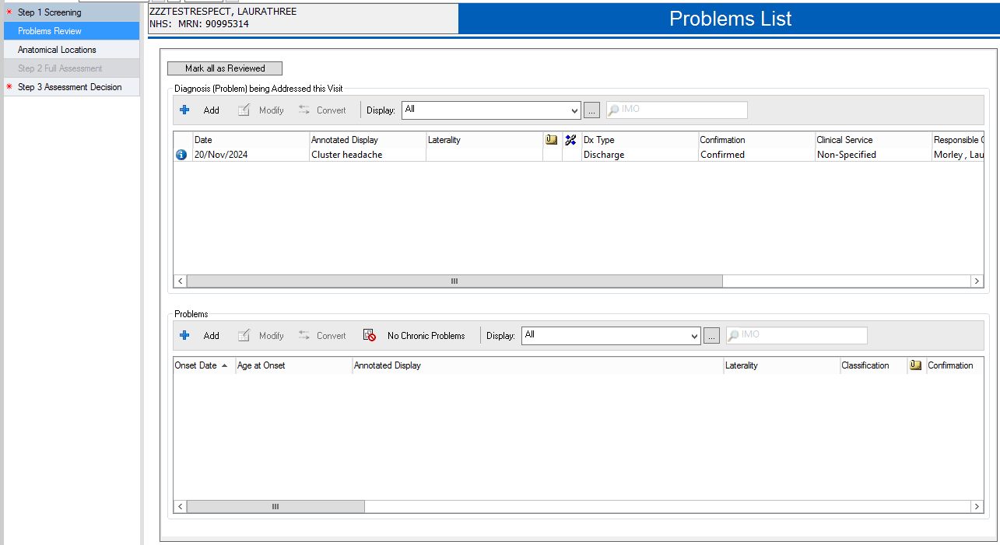 Step 1 Screening
Problems Review
Anatomical Locations
Step 2 Full Assessment
Step 3 Assessment Decision
ZZZTESTRESPECT, LAURATHREE
NHS: MRN: 90995314
Problems List
Mark all as Reviewed
Diagnosis (Problem) being Addressed this Visit
Add Modify Convert Display: All ... IMO
Date Annotated Display Laterality Dx Type Confirmation Clinical Service Responsible
20/Nov/2024 Cluster headache Discharge Confirmed Non-Specified Morley , Lau
Problems
Add Modify Convert No Chronic Problems Display: All ... IMO
Onset Date Age at Onset Annotated Display Laterality Classification Confirmation